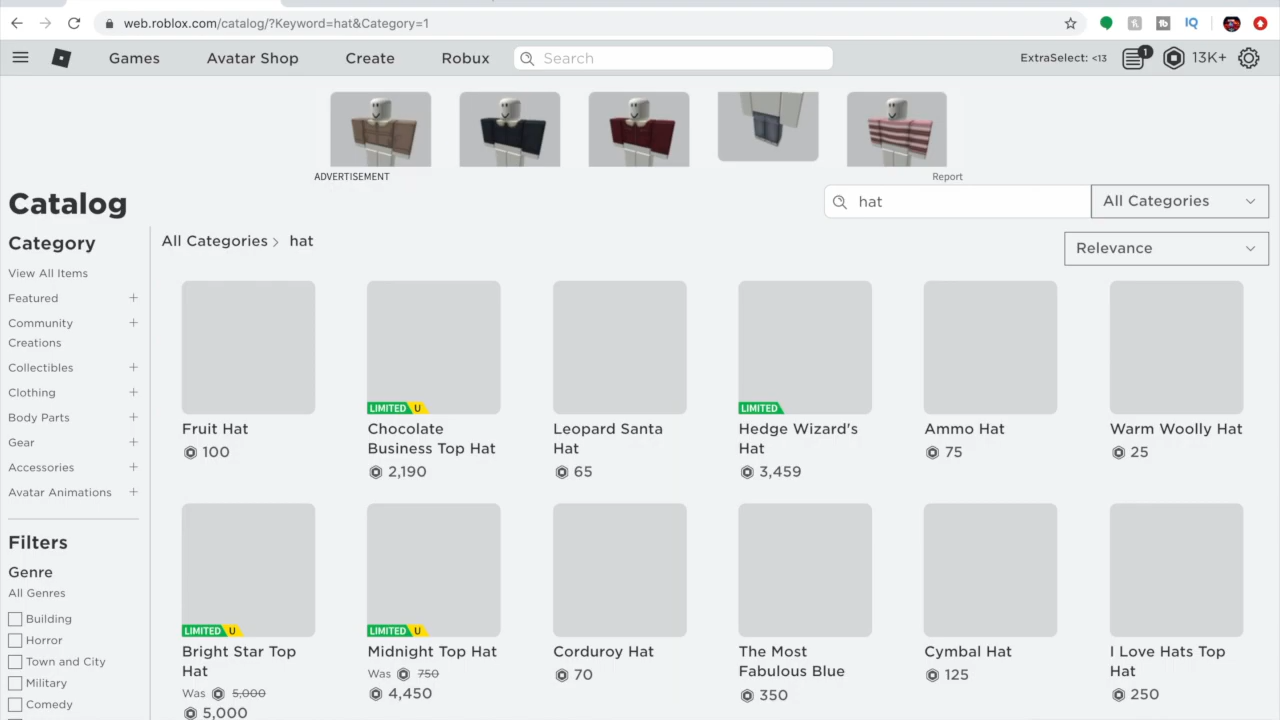 web.roblox.com/catalog/?Keyword=hat&Category=1
IQ
Games
Avatar Shop
Create
Robux
Search
ExtraSelect: <13
1
13K+
ADVERTISEMENT
Report
Catalog
hat
All Categories
Category
All Categories > hat
Relevance
View All Items
Featured +
Community Creations +
Collectibles +
Clothing +
Body Parts +
Gear +
Accessories +
Avatar Animations +
Filters
Genre
All Genres
Building
Horror
Town and City
Military
Comedy
Fruit Hat
100
LIMITED U
Chocolate
Business Top Hat
2,190
Leopard Santa
Hat
65
LIMITED
Hedge Wizard's
Hat
3,459
Ammo Hat
75
Warm Woolly Hat
25
LIMITED U
Bright Star Top
Hat
Was 5,000
5,000
LIMITED U
Midnight Top Hat
Was 750
4,450
Corduroy Hat
70
The Most
Fabulous Blue
350
Cymbal Hat
125
I Love Hats Top
Hat
250